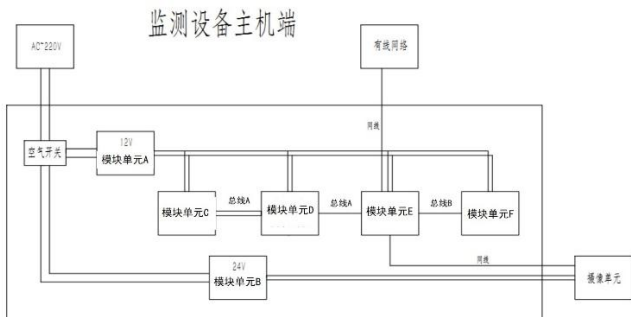 监测设备主机端
AC~220V
有线网络
网线
空气开关
12V
模块单元A
模块单元C
总线A
模块单元D
总线A
模块单元E
总线B
模块单元F
网线
24V
模块单元B
摄像单元